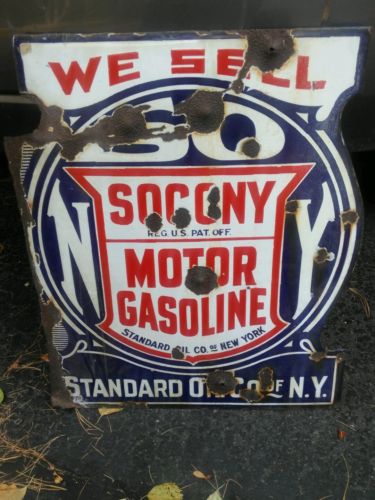 WE SELL
SO
N Y
SOCONY
REG. U.S. PAT. OFF.
MOTOR
GASOLINE
STANDARD OIL CO. OF NEW YORK
STANDARD OIL CO. OF N.Y.